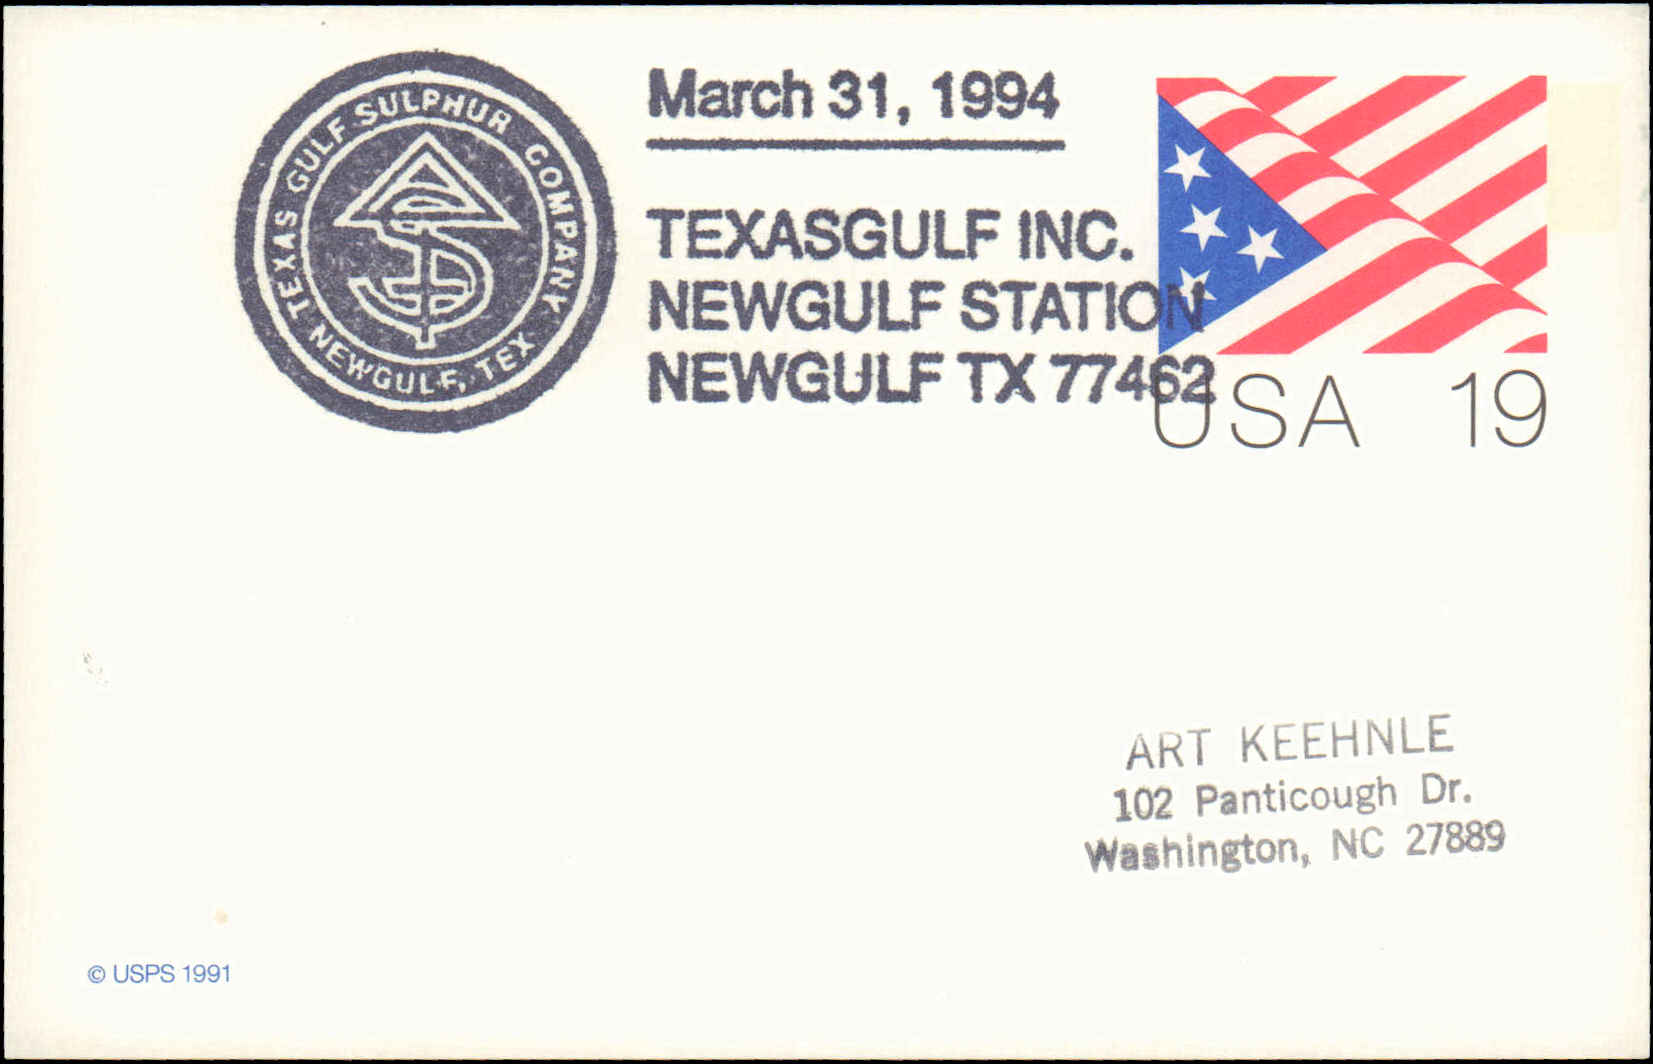 TEXAS GULF SULPHUR COMPANY
NEWGULF, TEX.
March 31, 1994
TEXASGULF INC.
NEWGULF STATION
NEWGULF TX 77462
USA 19
ART KEEHNLE
102 Panticough Dr.
Washington, NC 27889
© USPS 1991